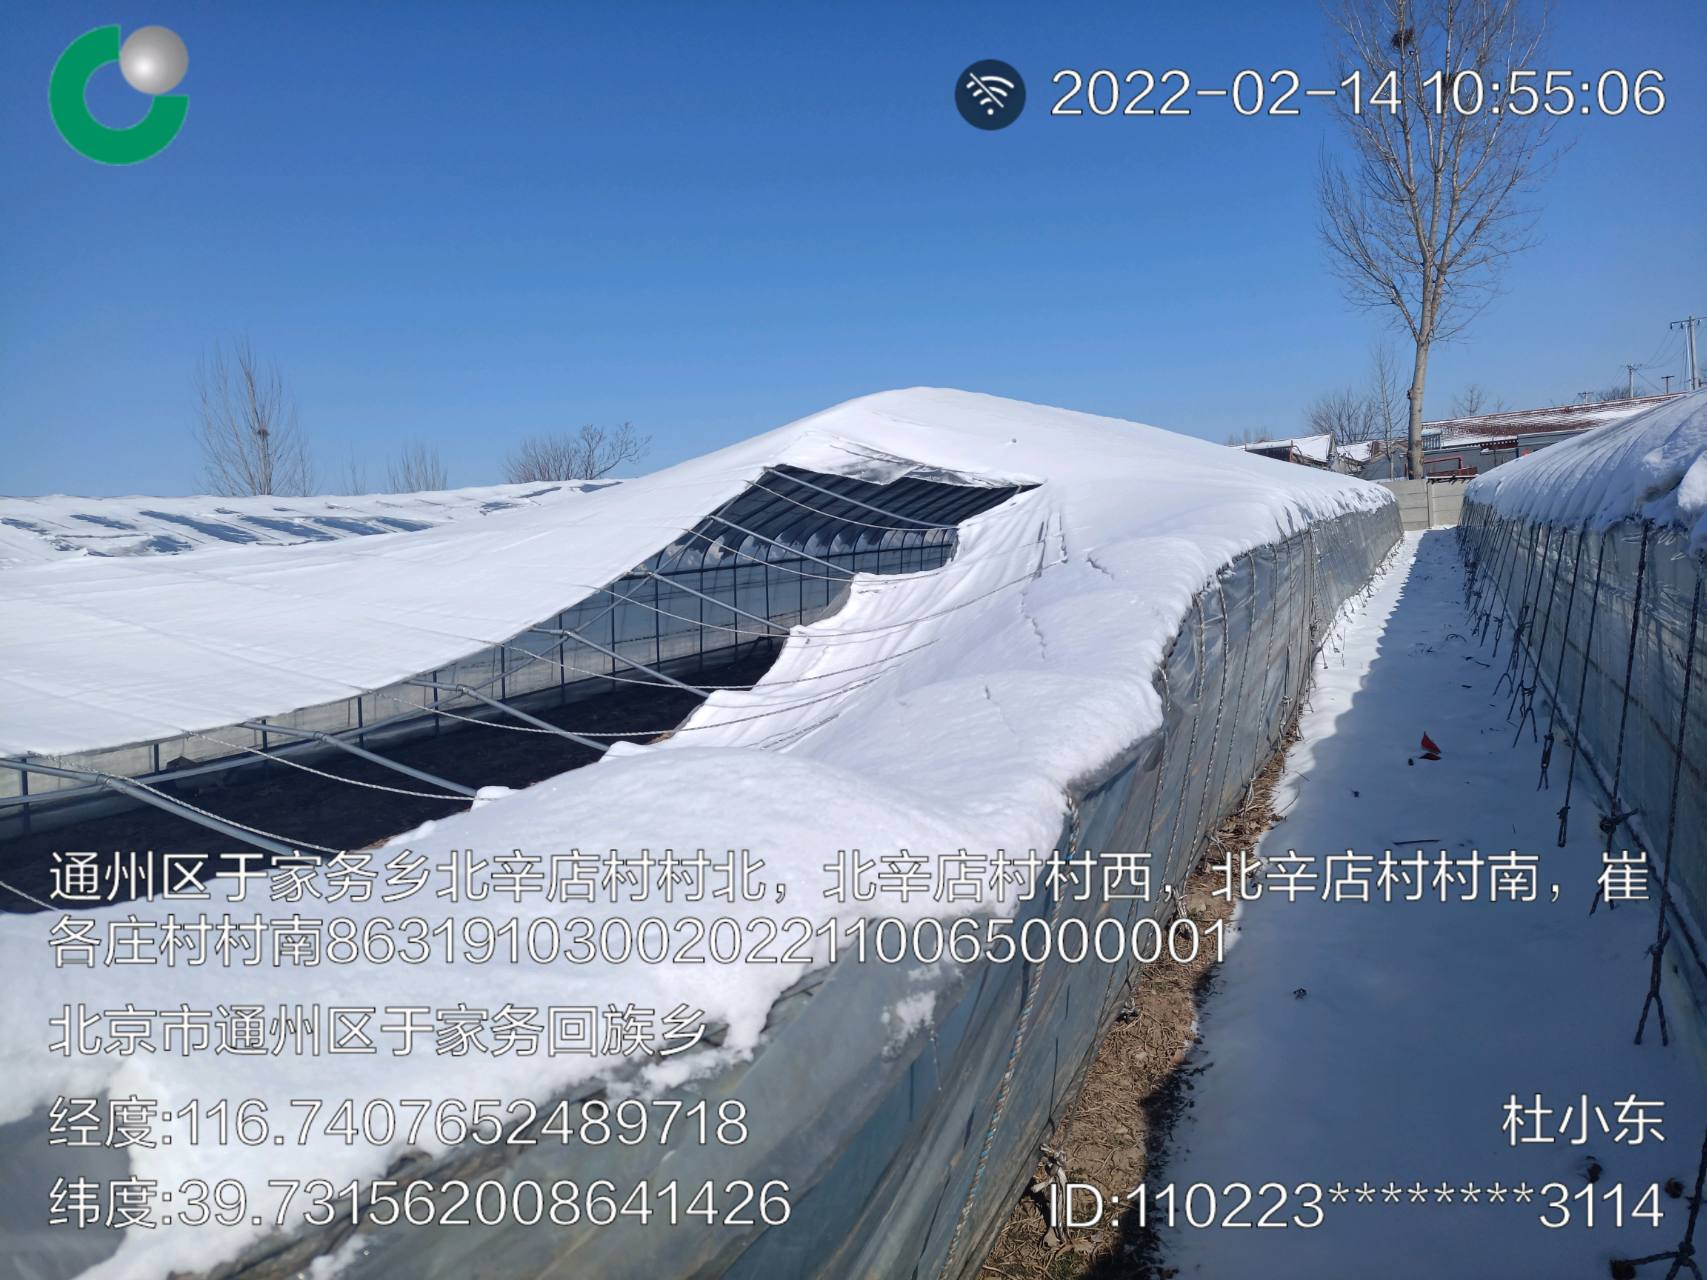 2022-02-14 10:55:06
通州区于家务乡北辛店村村北，北辛店村村西，北辛店村村南，崔
各庄村村南863191030020221100650000​01
北京市通州区于家务回族乡
经度:116.7407652489718
纬度:39.731562008641426
杜小东
ID:110223********3114